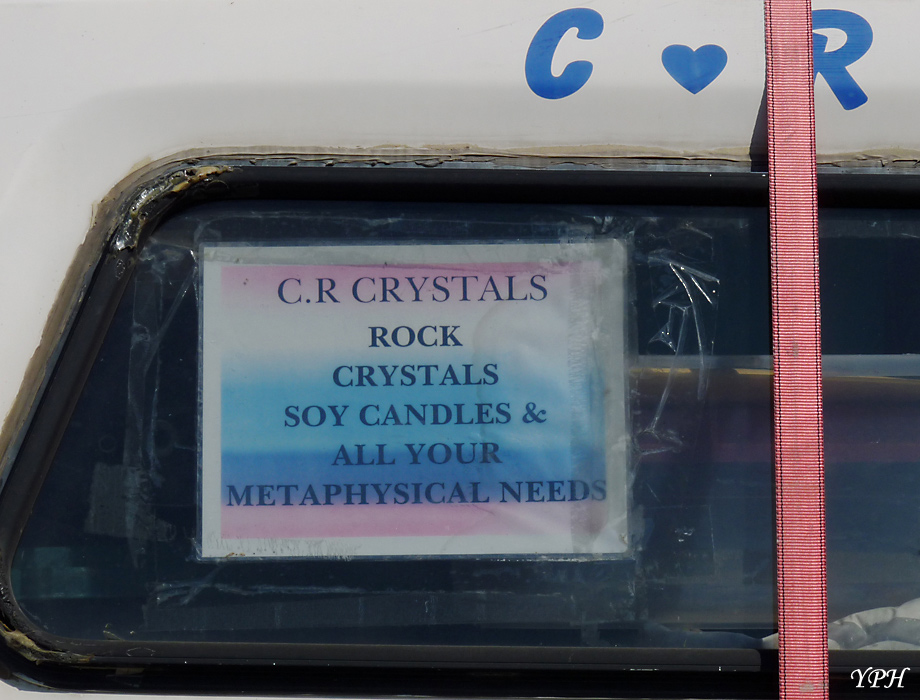 C ♥ R
C.R CRYSTALS
ROCK
CRYSTALS
SOY CANDLES &
ALL YOUR
METAPHYSICAL NEEDS
YPH